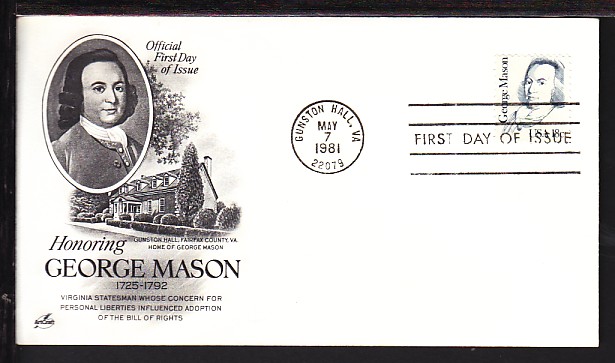 Official
First Day
of Issue
GUNSTON HALL, FAIRFAX COUNTY, VA
HOME OF GEORGE MASON
Honoring
GEORGE MASON
1725-1792
VIRGINIA STATESMAN WHOSE CONCERN FOR
PERSONAL LIBERTIES INFLUENCED ADOPTION
OF THE BILL OF RIGHTS
ArtCraft
GUNSTON HALL, VA
MAY
7
1981
22079
George Mason
FIRST DAY OF ISSUE